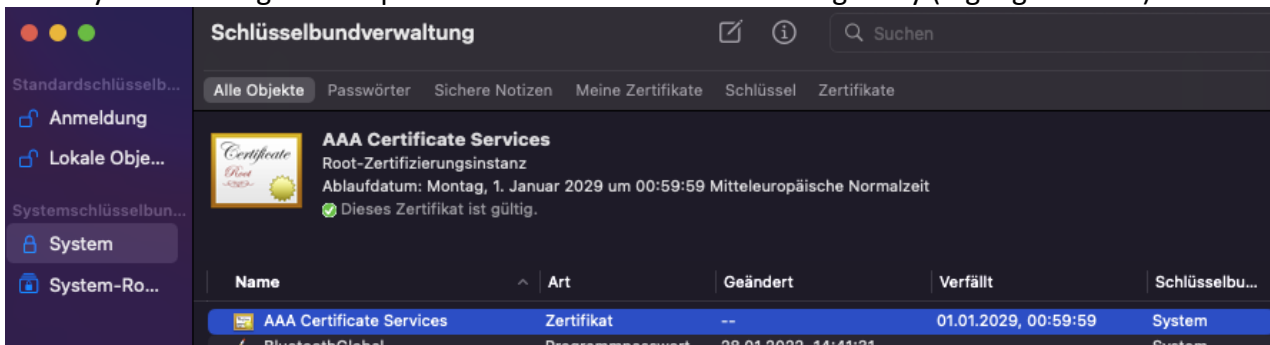 Schlüsselbundverwaltung
Suchen
Standardschlüsselb...
Alle Objekte Passwörter Sichere Notizen Meine Zertifikate Schlüssel Zertifikate
Anmeldung
Lokale Obje...
Certificate
Root
AAA Certificate Services
Root-Zertifizierungsinstanz
Ablaufdatum: Montag, 1. Januar 2029 um 00:59:59 Mitteleuropäische Normalzeit
Dieses Zertifikat ist gültig.
Systemschlüsselbun...
System
System-Ro...
Name Art Geändert Verfällt Schlüsselbu...
AAA Certificate Services Zertifikat -- 01.01.2029, 00:59:59 System